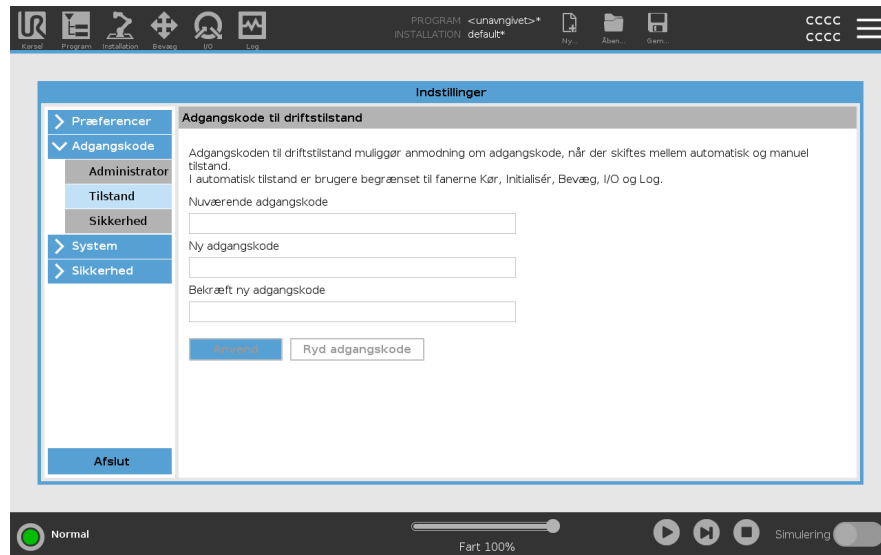 UR
PROGRAM <unavngivet>*
INSTALLATION default*
cccc
cccc
Kørsel Program Installation Bevæg I/O Log
Ny... Åben... Gem...
Indstillinger
Præferencer
Adgangskode
Administrator
Tilstand
Sikkerhed
System
Sikkerhed
Afslut
Adgangskode til driftstilstand
Adgangskoden til driftstilstand muliggør anmodning om adgangskode, når der skiftes mellem automatisk og manuel
tilstand.
I automatisk tilstand er brugere begrænset til fanerne Kør, Initialisér, Bevæg, I/O og Log.
Nuværende adgangskode
Ny adgangskode
Bekræft ny adgangskode
Anvend Ryd adgangskode
Normal
Fart 100%
Simulering